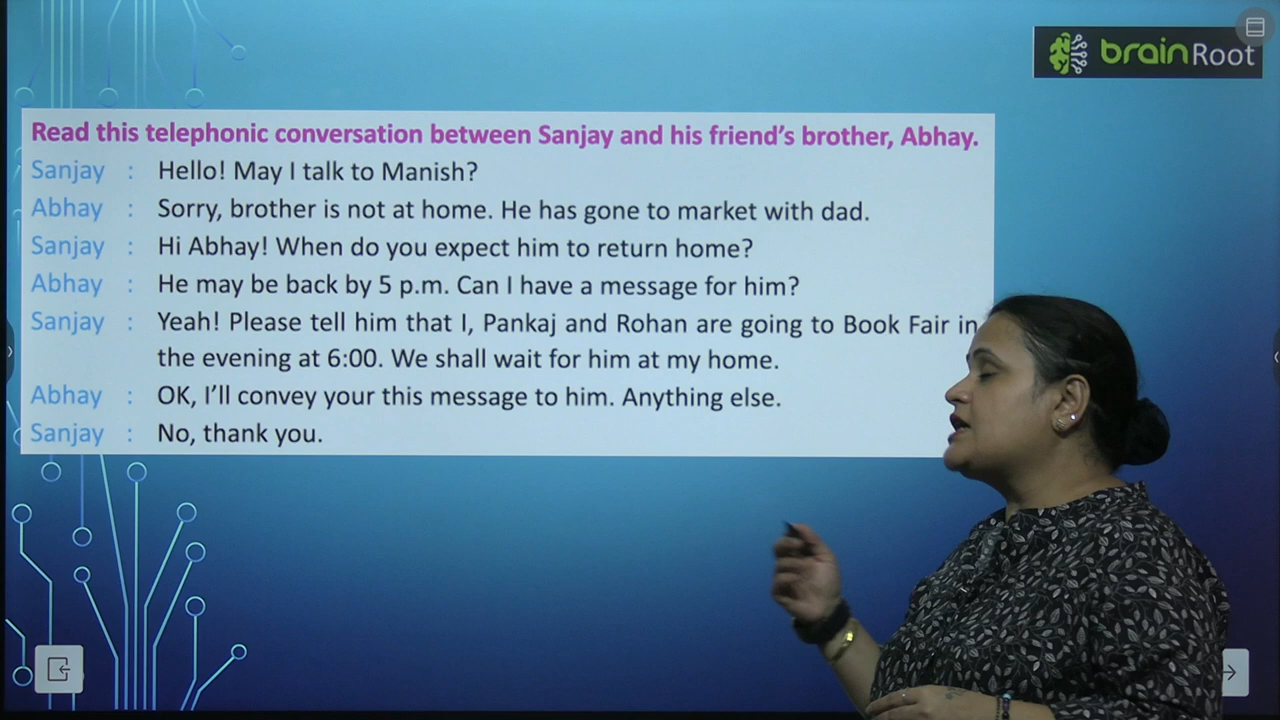 brainRoot
Read this telephonic conversation between Sanjay and his friend's brother, Abhay.
Sanjay : Hello! May I talk to Manish?
Abhay : Sorry, brother is not at home. He has gone to market with dad.
Sanjay : Hi Abhay! When do you expect him to return home?
Abhay : He may be back by 5 p.m. Can I have a message for him?
Sanjay : Yeah! Please tell him that I, Pankaj and Rohan are going to Book Fair in
the evening at 6:00. We shall wait for him at my home.
Abhay : OK, I'll convey your this message to him. Anything else.
Sanjay : No, thank you.